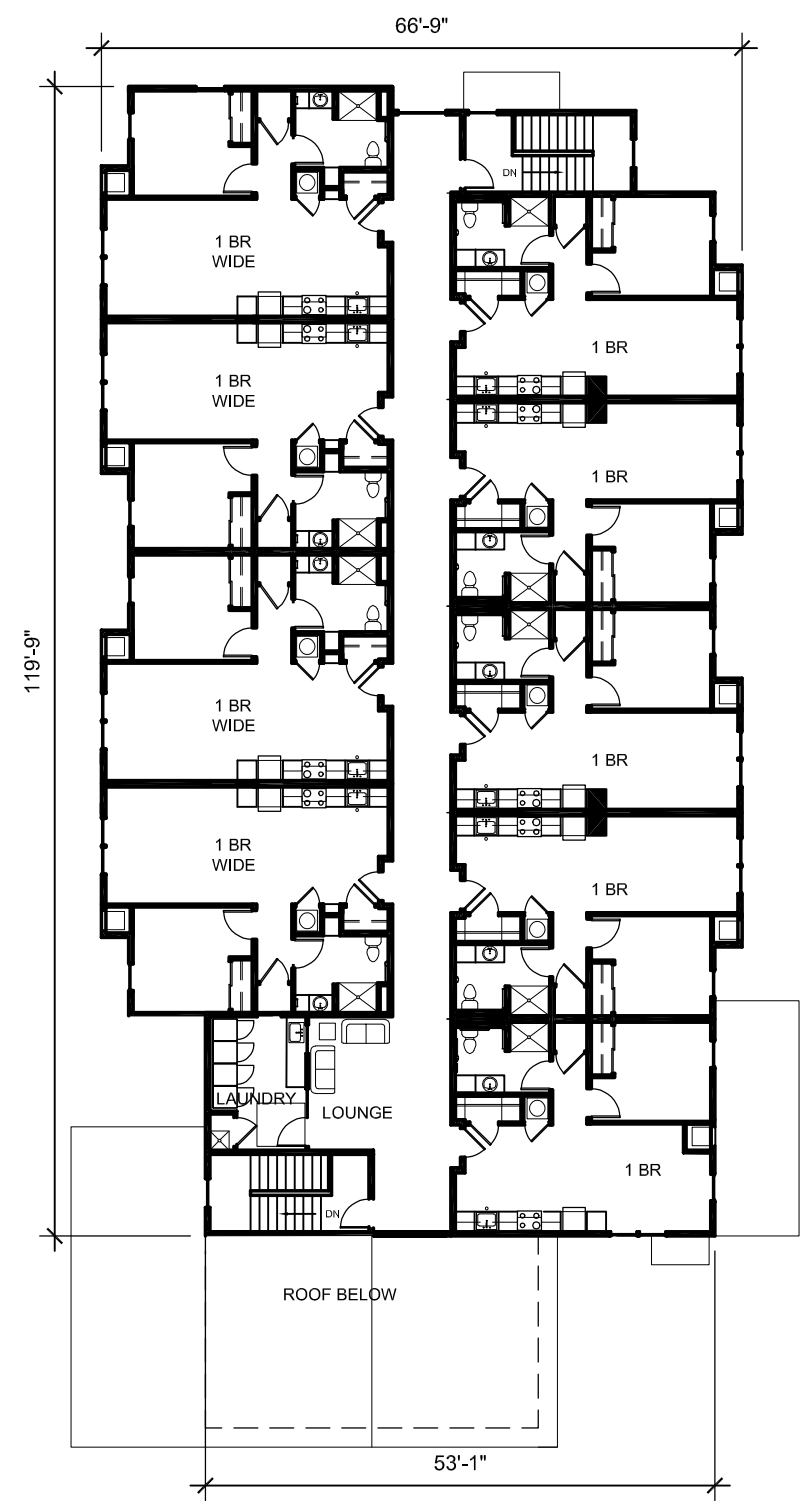 66'-9"
DN
1 BR
WIDE
1 BR
1 BR
WIDE
1 BR
119'-9"
1 BR
WIDE
1 BR
1 BR
WIDE
1 BR
LAUNDRY
LOUNGE
1 BR
DN
ROOF BELOW
53'-1"